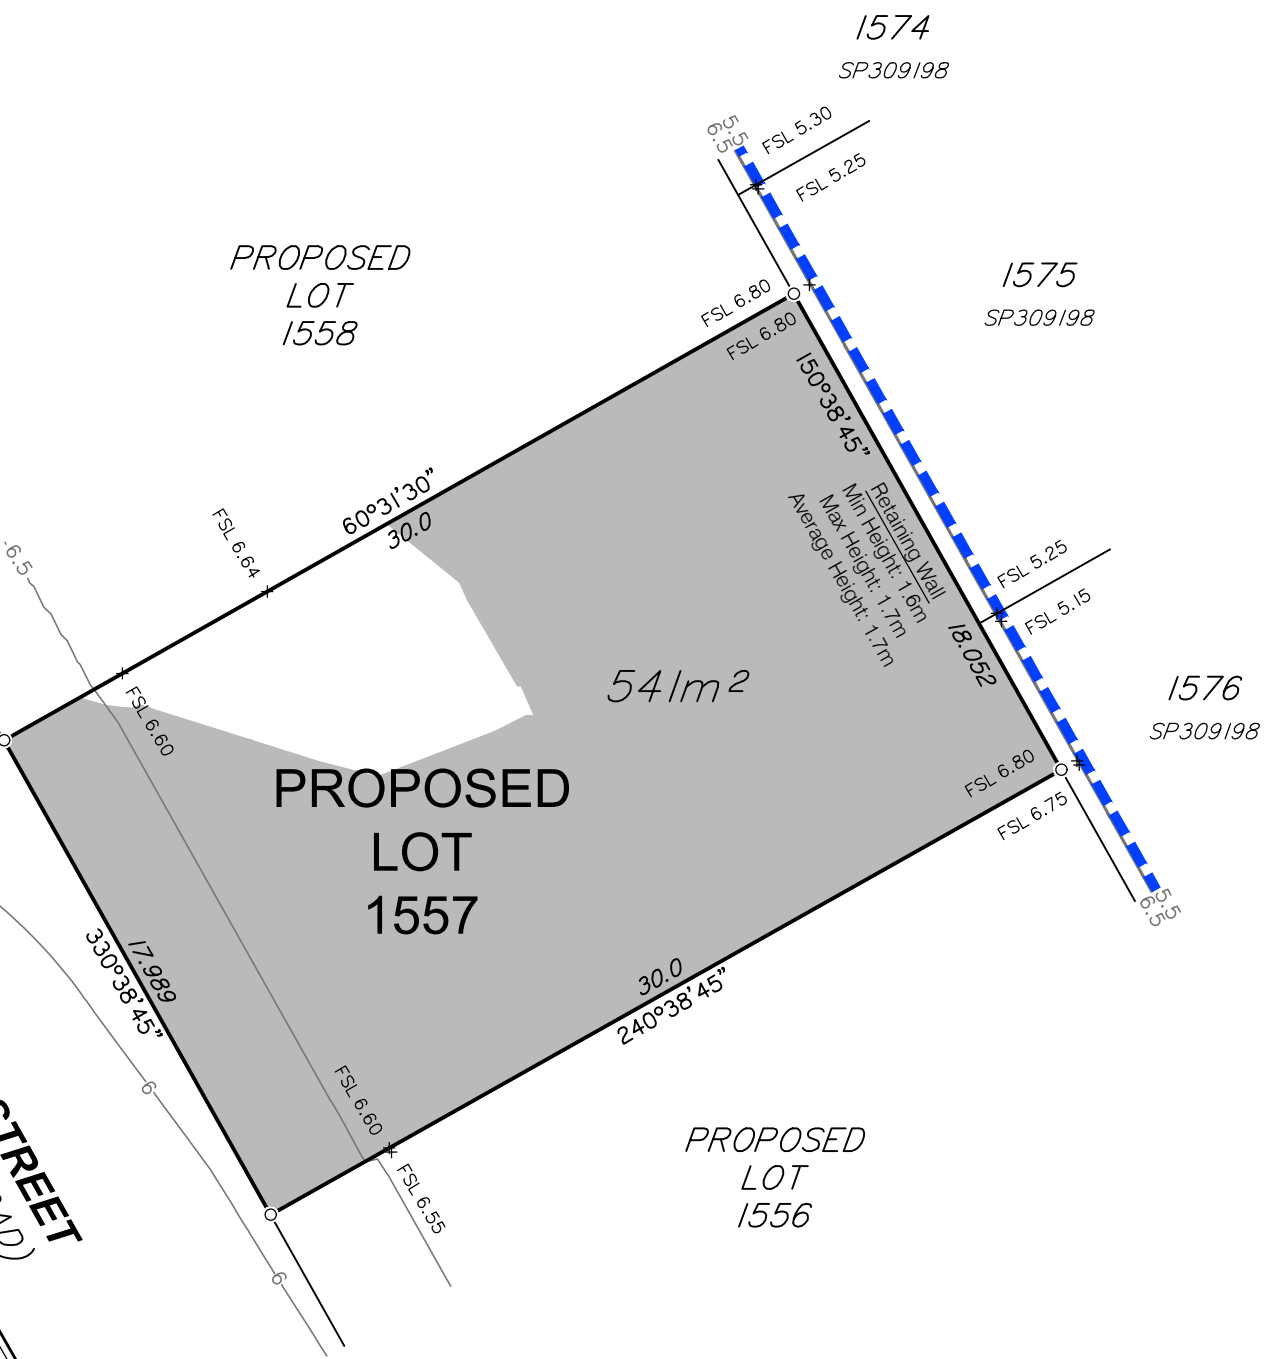 1574
SP309198
5.5
6.5
FSL 5.30
FSL 5.25
PROPOSED
LOT
1558
1575
SP309198
FSL 6.80
FSL 6.80
150°38'45"
60°31'30"
30.0
FSL 6.64
6.5
Retaining Wall
Min Height: 1.6m
Max Height: 1.7m
Average Height: 1.7m
FSL 5.25
FSL 5.15
18.052
541m²
1576
SP309198
FSL 6.60
PROPOSED
LOT
1557
FSL 6.80
FSL 6.75
5.5
6.5
17.989
330°38'45"
30.0
240°38'45"
6
FSL 6.60
FSL 6.55
STREET
AD)
PROPOSED
LOT
1556
6